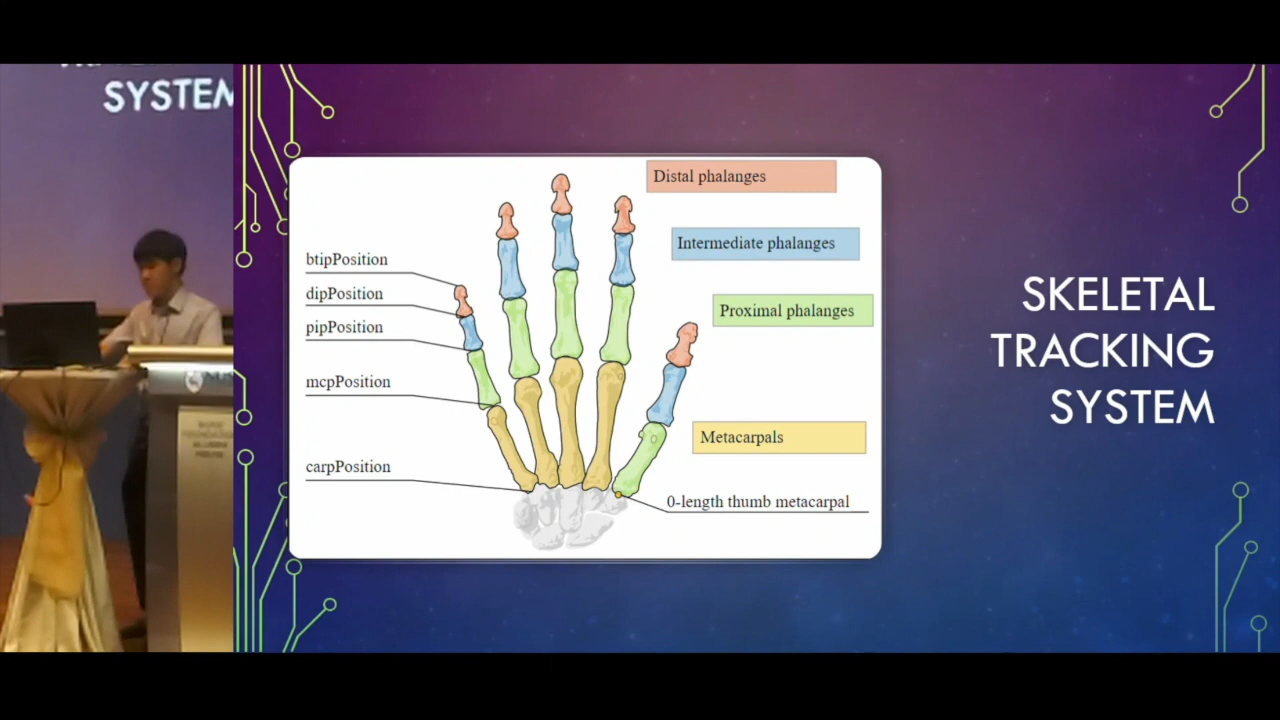 SYSTEM
btipPosition
dipPosition
pipPosition
mcpPosition
carpPosition
Distal phalanges
Intermediate phalanges
Proximal phalanges
Metacarpals
0-length thumb metacarpal
SKELETAL
TRACKING
SYSTEM